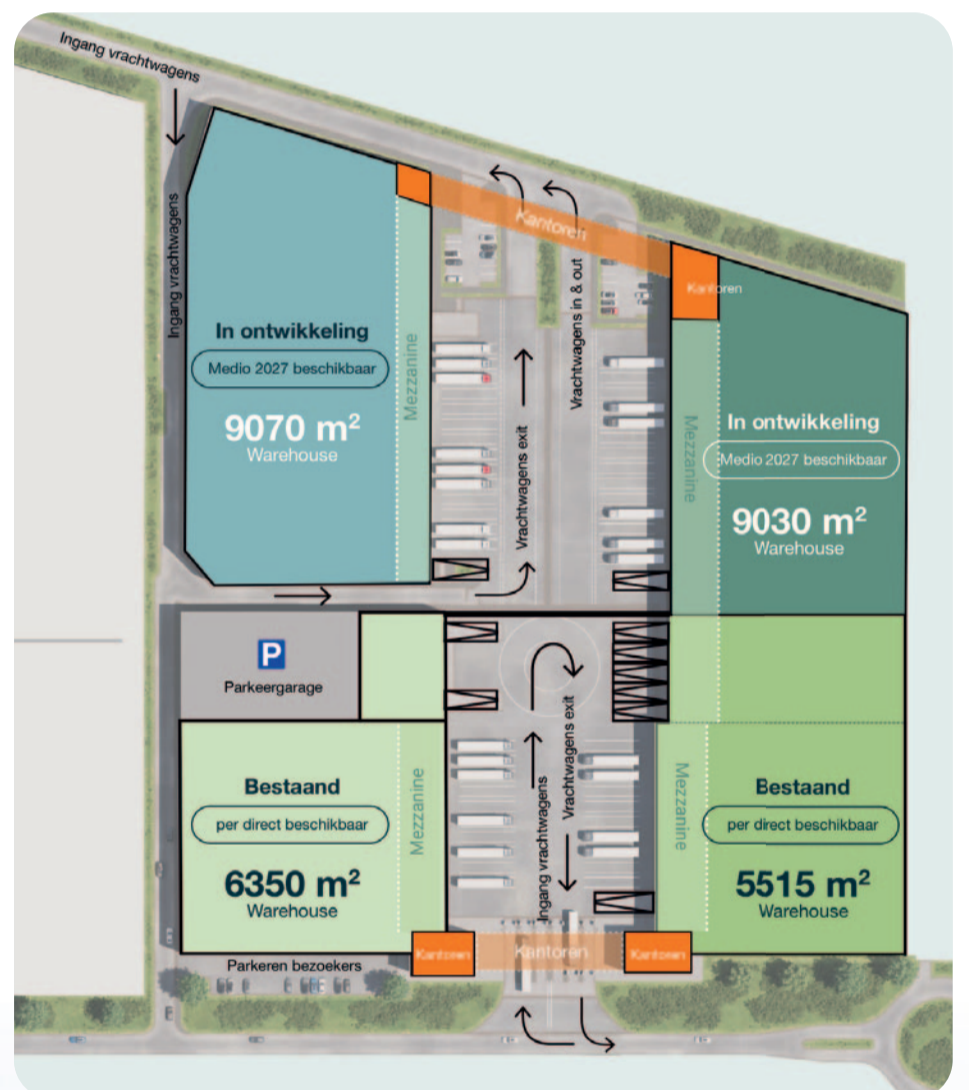 Ingang vrachtwagens
Ingang vrachtwagens
Kantoren
Kantoren
In ontwikkeling
Medio 2027 beschikbaar
9070 m²
Warehouse
Mezzanine
Vrachtwagens exit
Vrachtwagens in & out
Mezzanine
In ontwikkeling
Medio 2027 beschikbaar
9030 m²
Warehouse
P
Parkeergarage
Bestaand
per direct beschikbaar
6350 m²
Warehouse
Mezzanine
Ingang vrachtwagens
Vrachtwagens exit
Mezzanine
Bestaand
per direct beschikbaar
5515 m²
Warehouse
Kantoren
Kantoren
Kantoren
Parkeren bezoekers